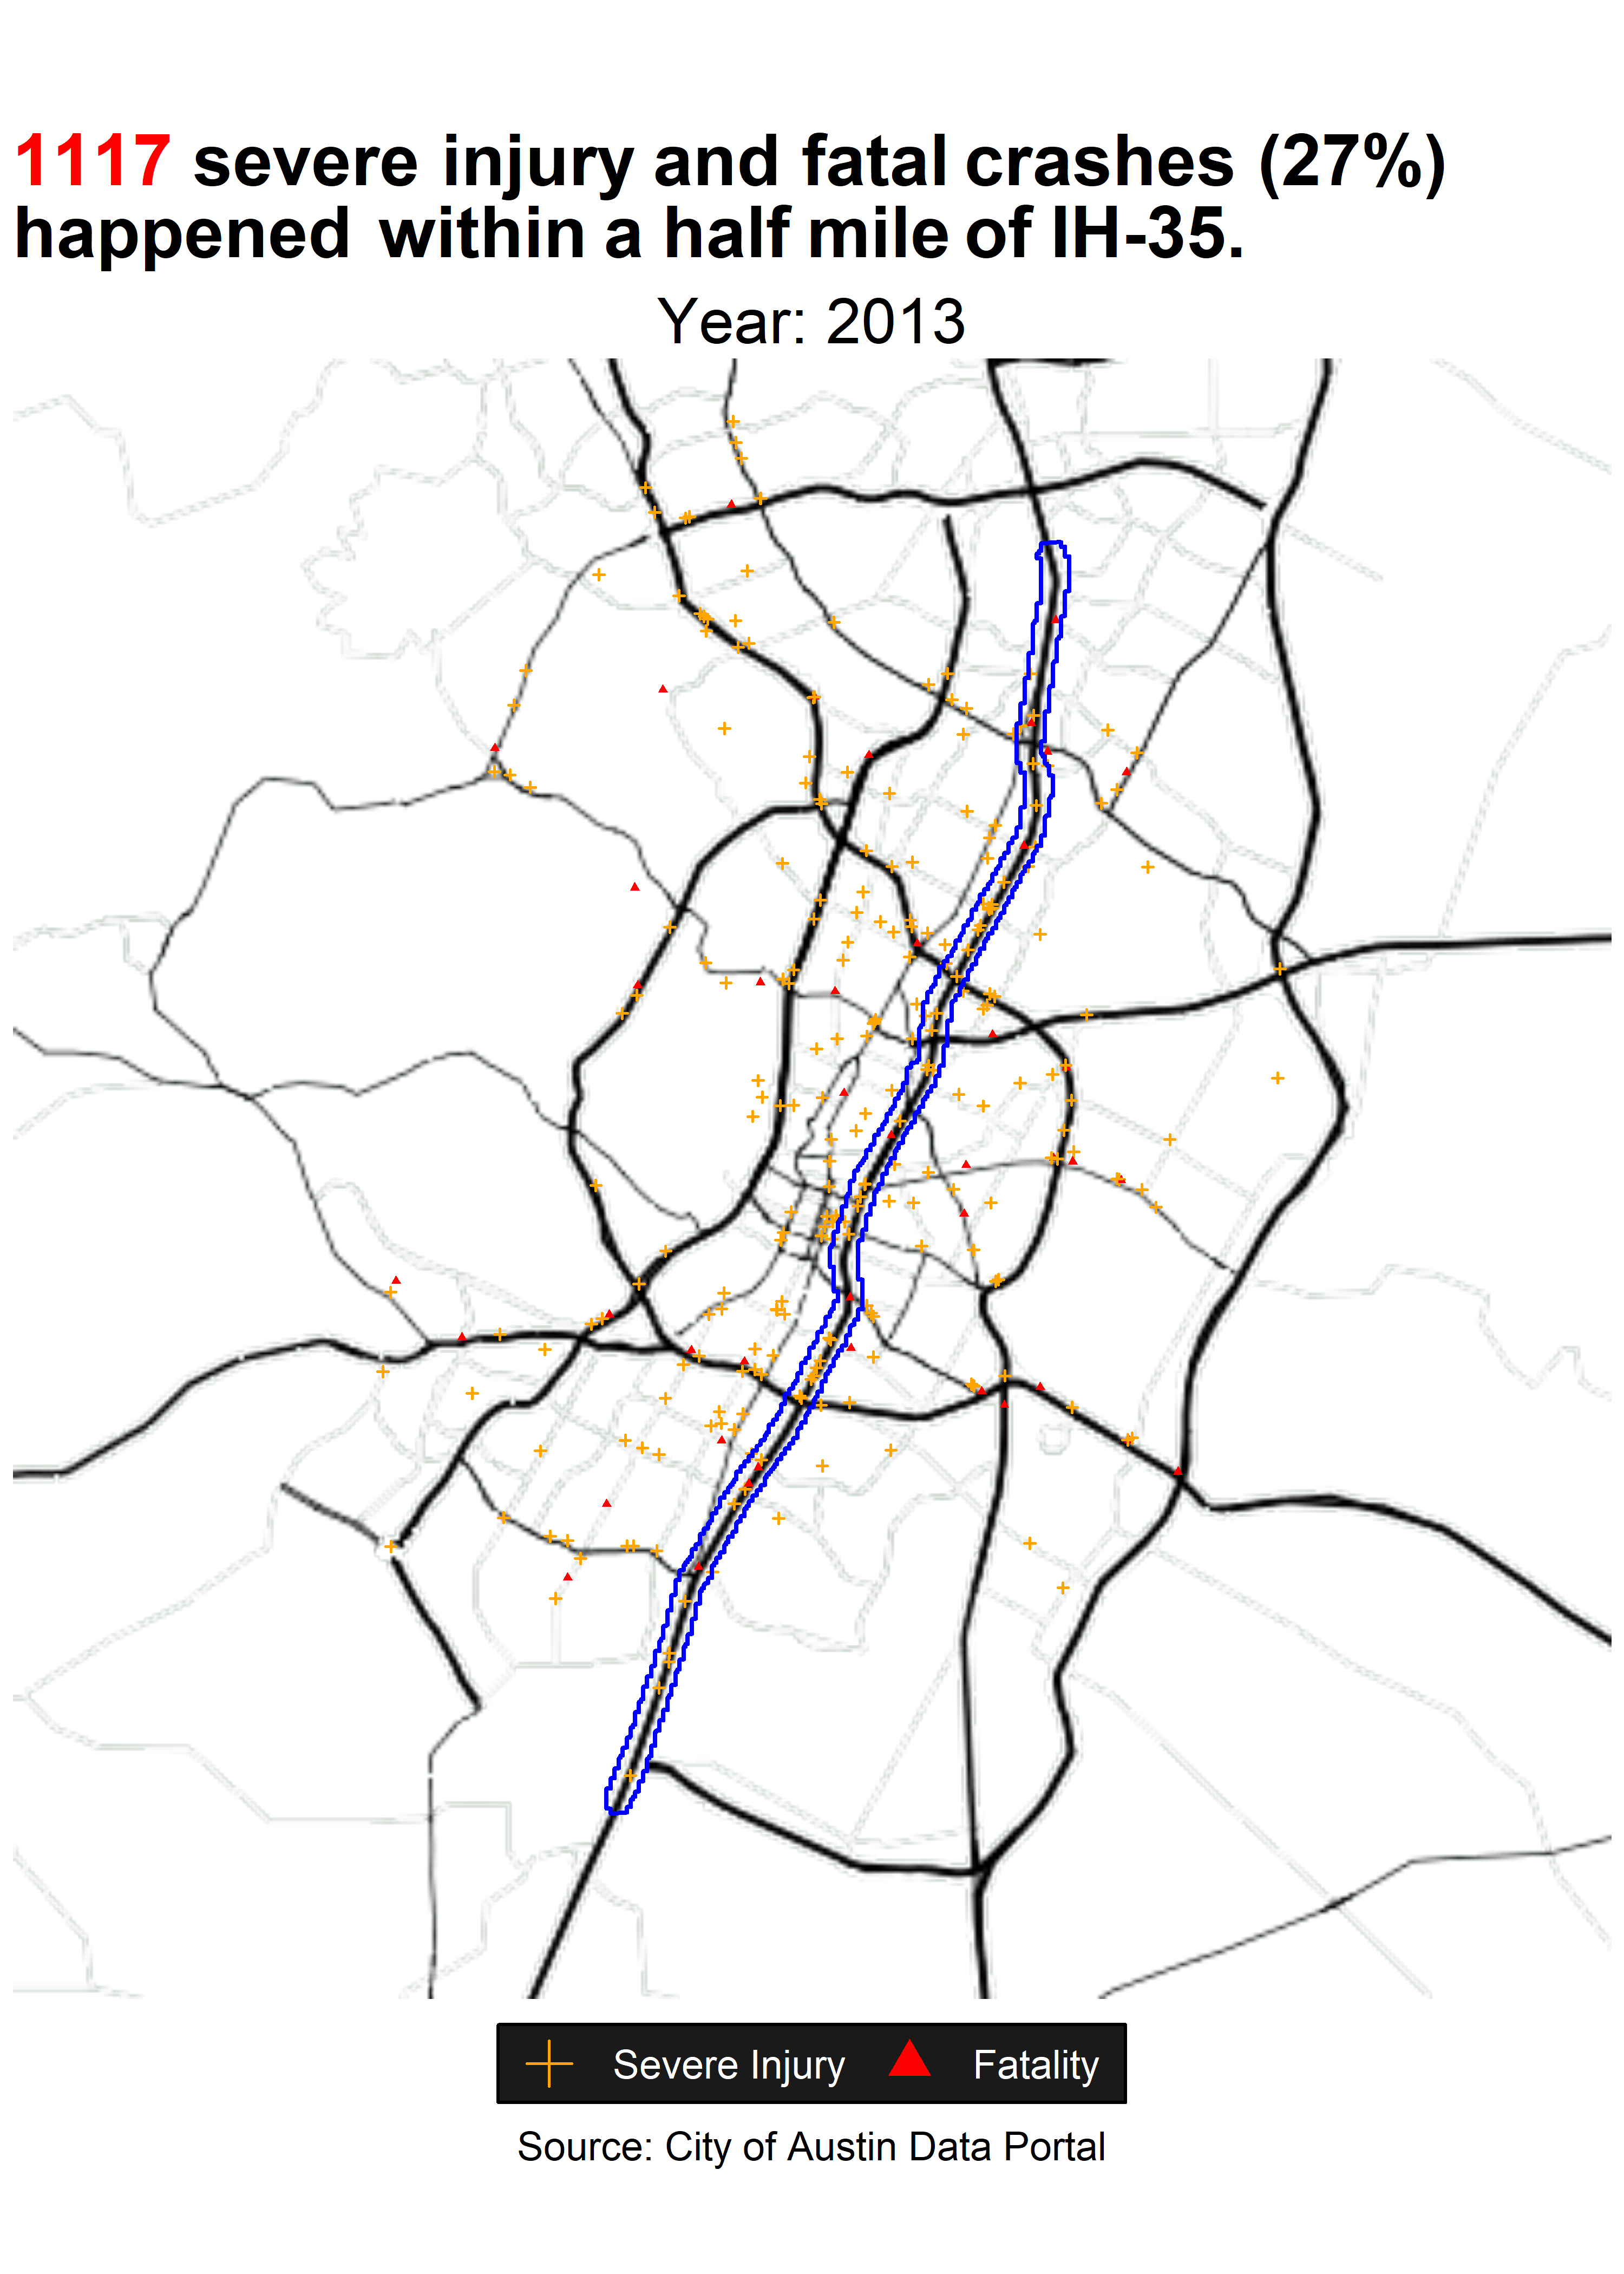 1117 severe injury and fatal crashes (27%)
happened within a half mile of IH-35.
Year: 2013
Severe Injury Fatality
Source: City of Austin Data Portal